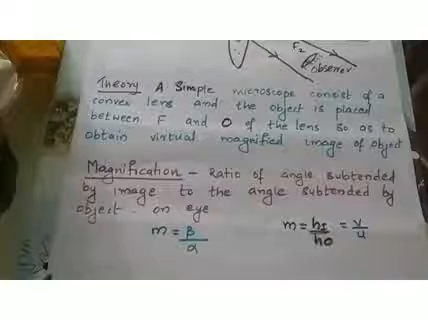 F2
observer
Theory A Simple microscope consist of a
convex lens and the object is placed
between F and O of the lens so as to
obtain virtual magnified image of object
Magnification - Ratio of angle subtended
by image to the angle subtended by
object on eye
m = β/α m = hI/ho = v/u